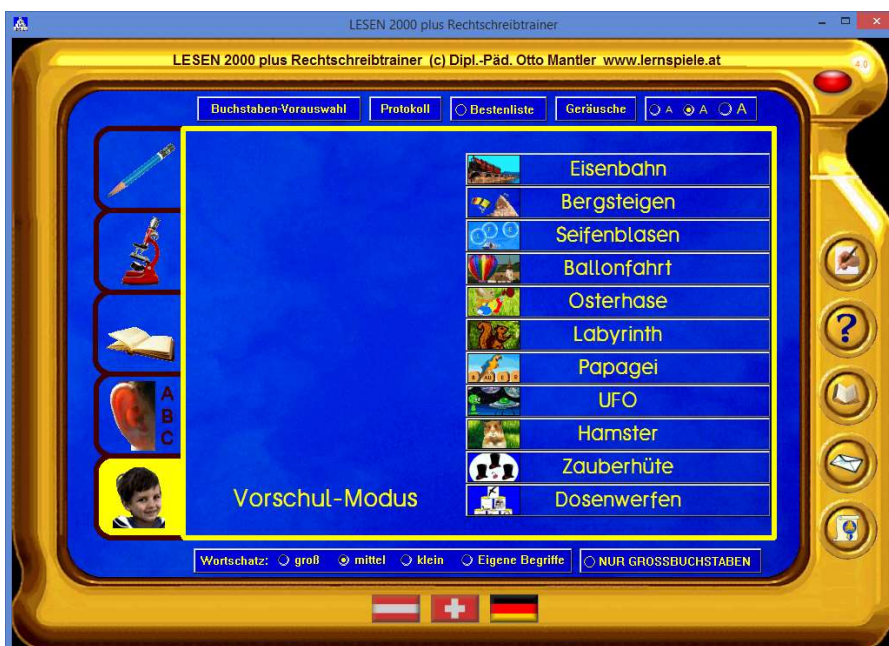 LESEN 2000 plus Rechtschreibtrainer
LESEN 2000 plus Rechtschreibtrainer (c) Dipl.-Päd. Otto Mantler www.lernspiele.at
4.0
Buchstaben-Vorauswahl Protokoll Bestenliste Geräusche A A A
Eisenbahn
Bergsteigen
Seifenblasen
Ballonfahrt
Osterhase
Labyrinth
Papagei
UFO
Hamster
Zauberhüte
Dosenwerfen
A
B
C
Vorschul-Modus
?
Wortschatz: groß mittel klein Eigene Begriffe NUR GROSSBUCHSTABEN